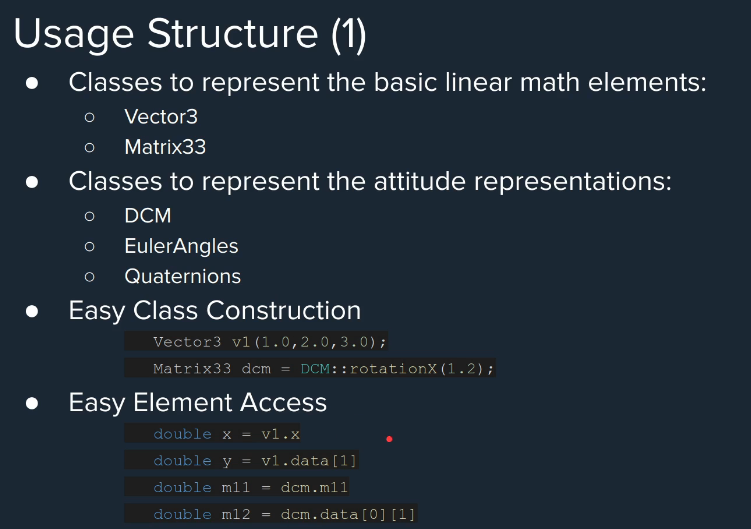 Usage Structure (1)
● Classes to represent the basic linear math elements:
○ Vector3
○ Matrix33
● Classes to represent the attitude representations:
○ DCM
○ EulerAngles
○ Quaternions
● Easy Class Construction
Vector3 v1(1.0,2.0,3.0);
Matrix33 dcm = DCM::rotationX(1.2);
● Easy Element Access
double x = v1.x
double y = v1.data[1]
double m11 = dcm.m11
double m12 = dcm.data[0][1]